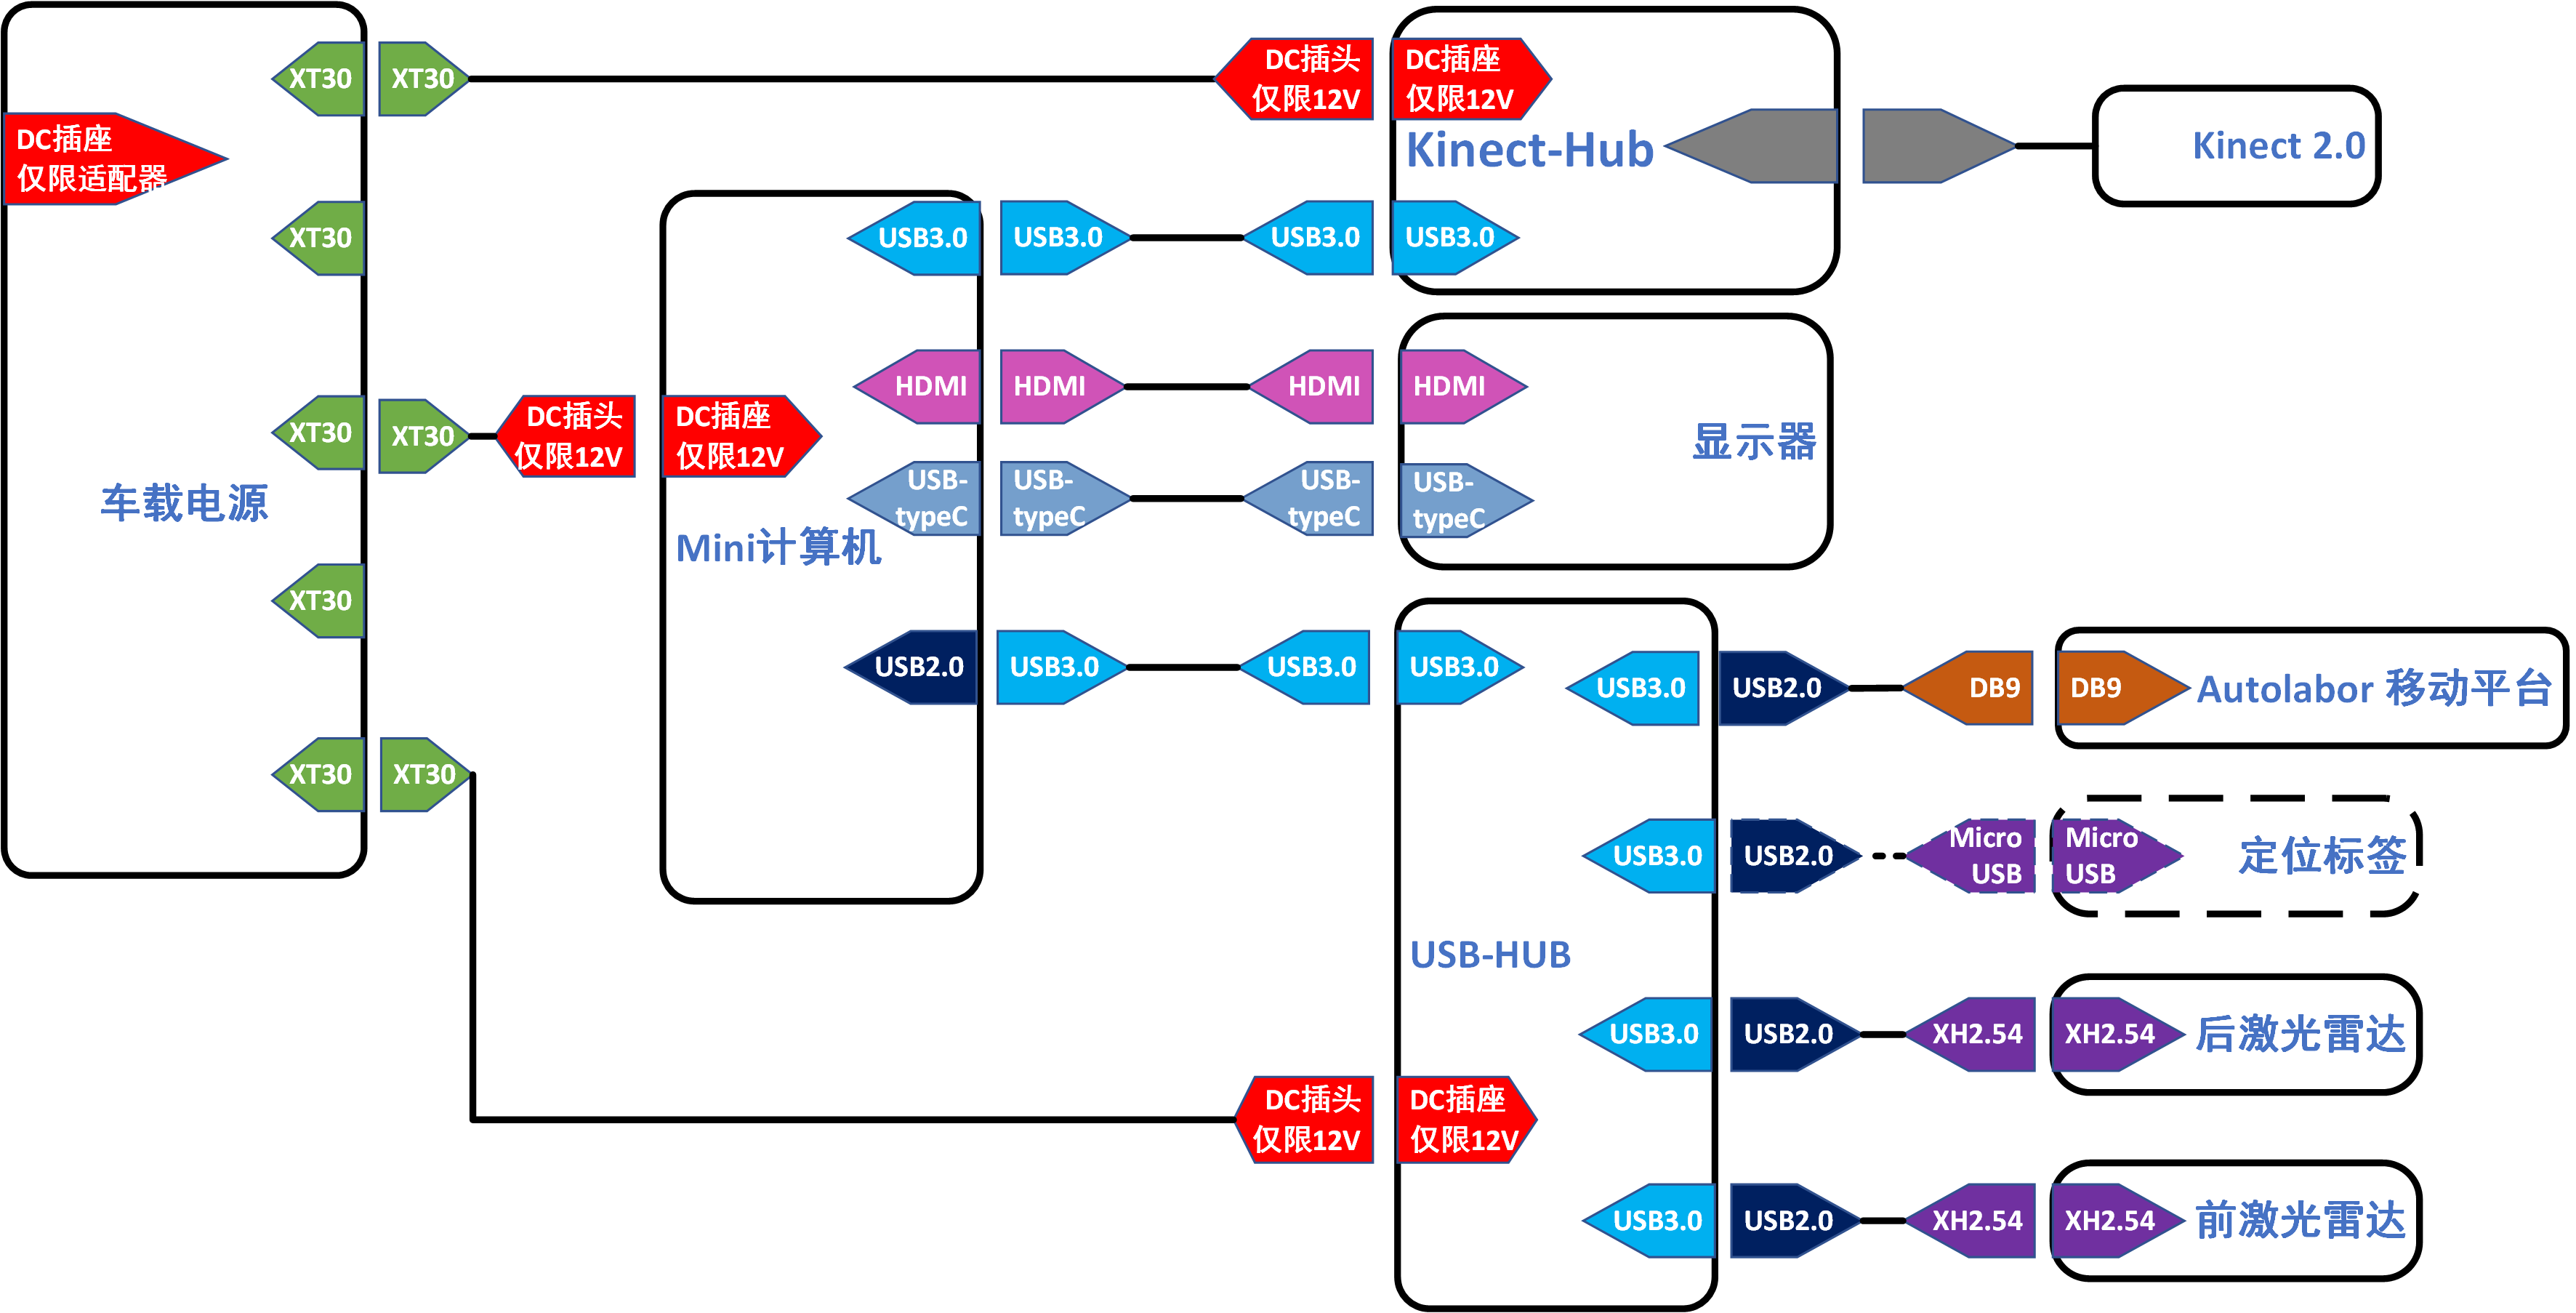 XT30
XT30
DC插头
仅限12V
DC插座
仅限12V
DC插座
仅限适配器
Kinect-Hub
Kinect 2.0
XT30
USB3.0
USB3.0
USB3.0
USB3.0
HDMI
HDMI
HDMI
HDMI
XT30
XT30
DC插头
仅限12V
DC插座
仅限12V
显示器
车载电源
USB-
typeC
USB-
typeC
USB-
typeC
USB-
typeC
Mini计算机
XT30
USB2.0
USB3.0
USB3.0
USB3.0
USB3.0
USB2.0
DB9
DB9
Autolabor 移动平台
XT30
XT30
USB3.0
USB2.0
Micro
USB
Micro
USB
定位标签
USB-HUB
USB3.0
USB2.0
XH2.54
XH2.54
后激光雷达
DC插头
仅限12V
DC插座
仅限12V
USB3.0
USB2.0
XH2.54
XH2.54
前激光雷达